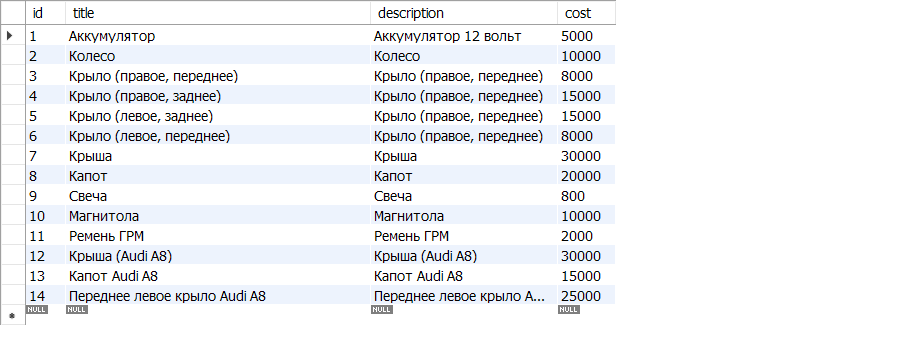 id title description cost
1 Аккумулятор Аккумулятор 12 вольт 5000
2 Колесо Колесо 10000
3 Крыло (правое, переднее) Крыло (правое, переднее) 8000
4 Крыло (правое, заднее) Крыло (правое, переднее) 15000
5 Крыло (левое, заднее) Крыло (правое, переднее) 15000
6 Крыло (левое, переднее) Крыло (правое, переднее) 8000
7 Крыша Крыша 30000
8 Капот Капот 20000
9 Свеча Свеча 800
10 Магнитола Магнитола 10000
11 Ремень ГРМ Ремень ГРМ 2000
12 Крыша (Audi A8) Крыша (Audi A8) 30000
13 Капот Audi A8 Капот Audi A8 15000
14 Переднее левое крыло Audi A8 Переднее левое крыло A... 25000
NULL NULL NULL NULL